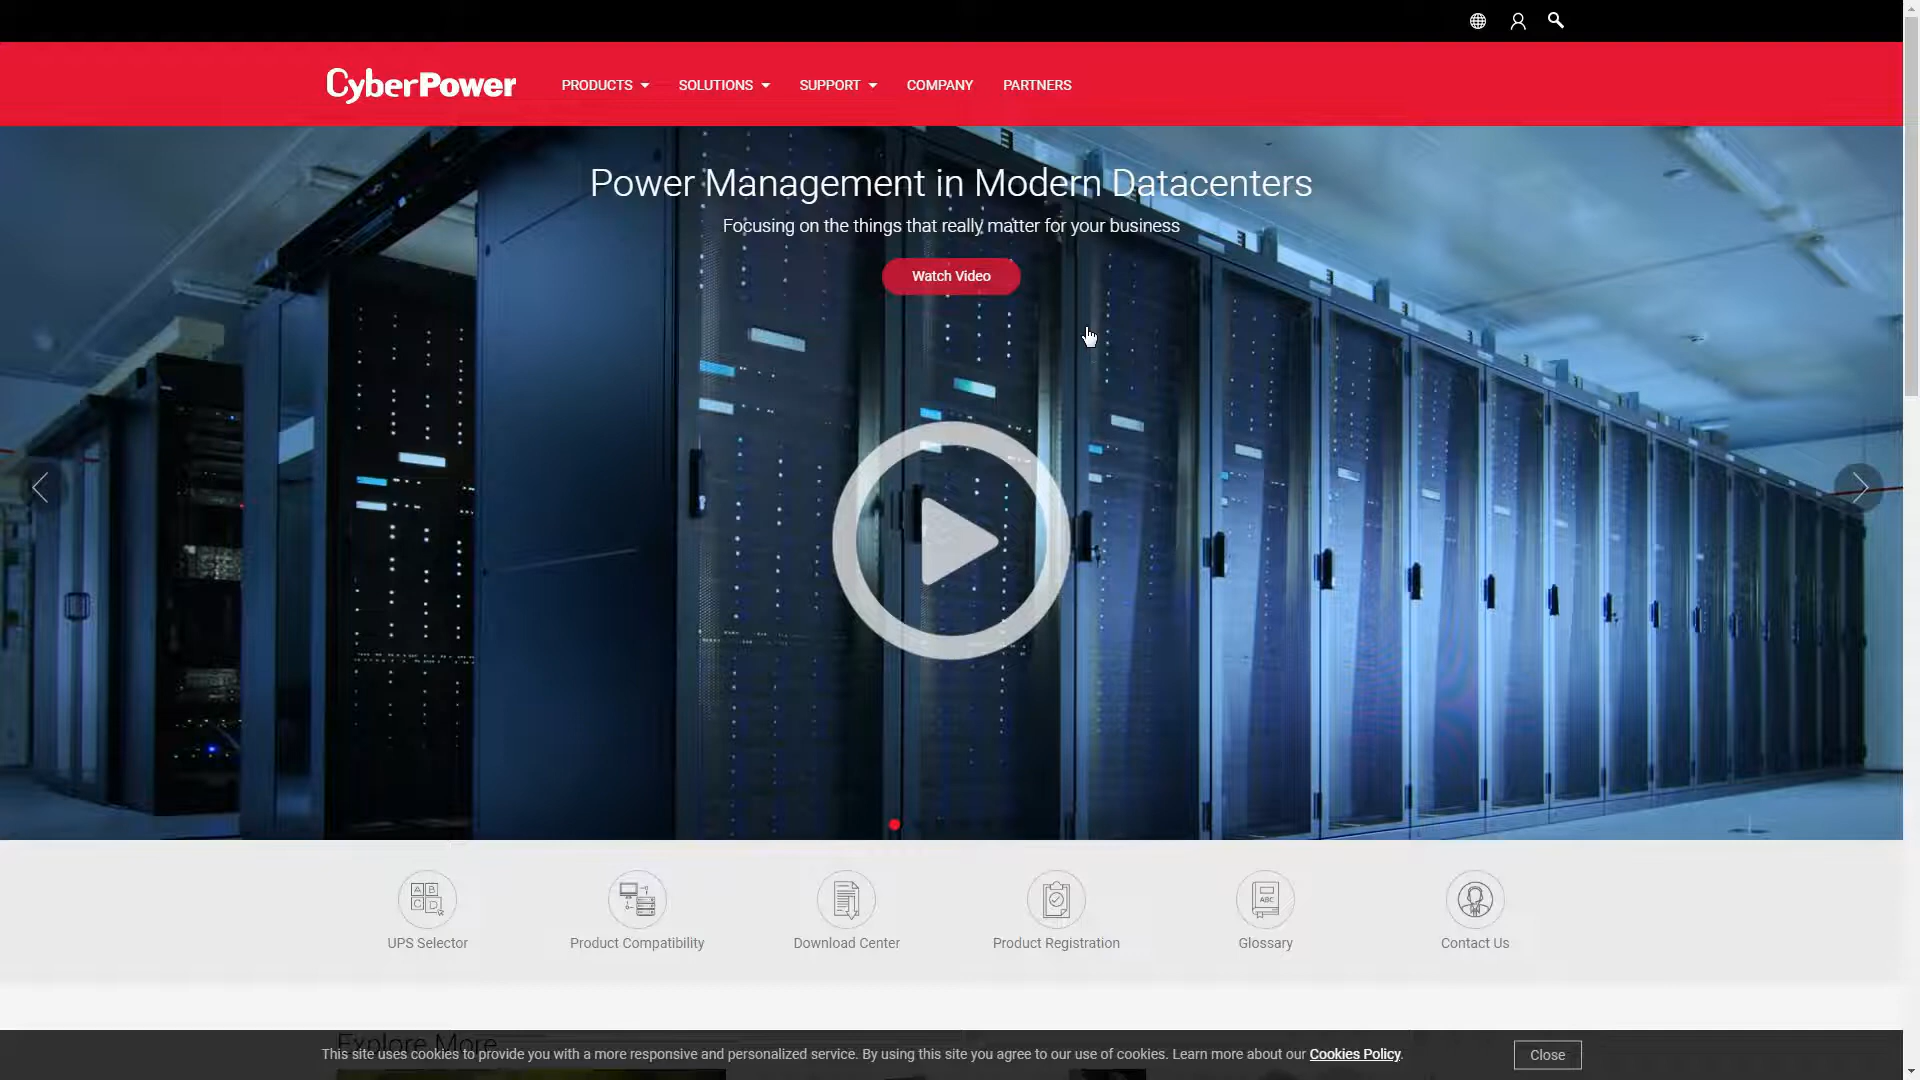 CyberPower
PRODUCTS SOLUTIONS SUPPORT COMPANY PARTNERS
Power Management in Modern Datacenters
Focusing on the things that really matter for your business
Watch Video
A B
C D
UPS Selector
Product Compatibility
Download Center
Product Registration
ABC
Glossary
Contact Us
Explore More
This site uses cookies to provide you with a more responsive and personalized service. By using this site you agree to our use of cookies. Learn more about our Cookies Policy.
Close